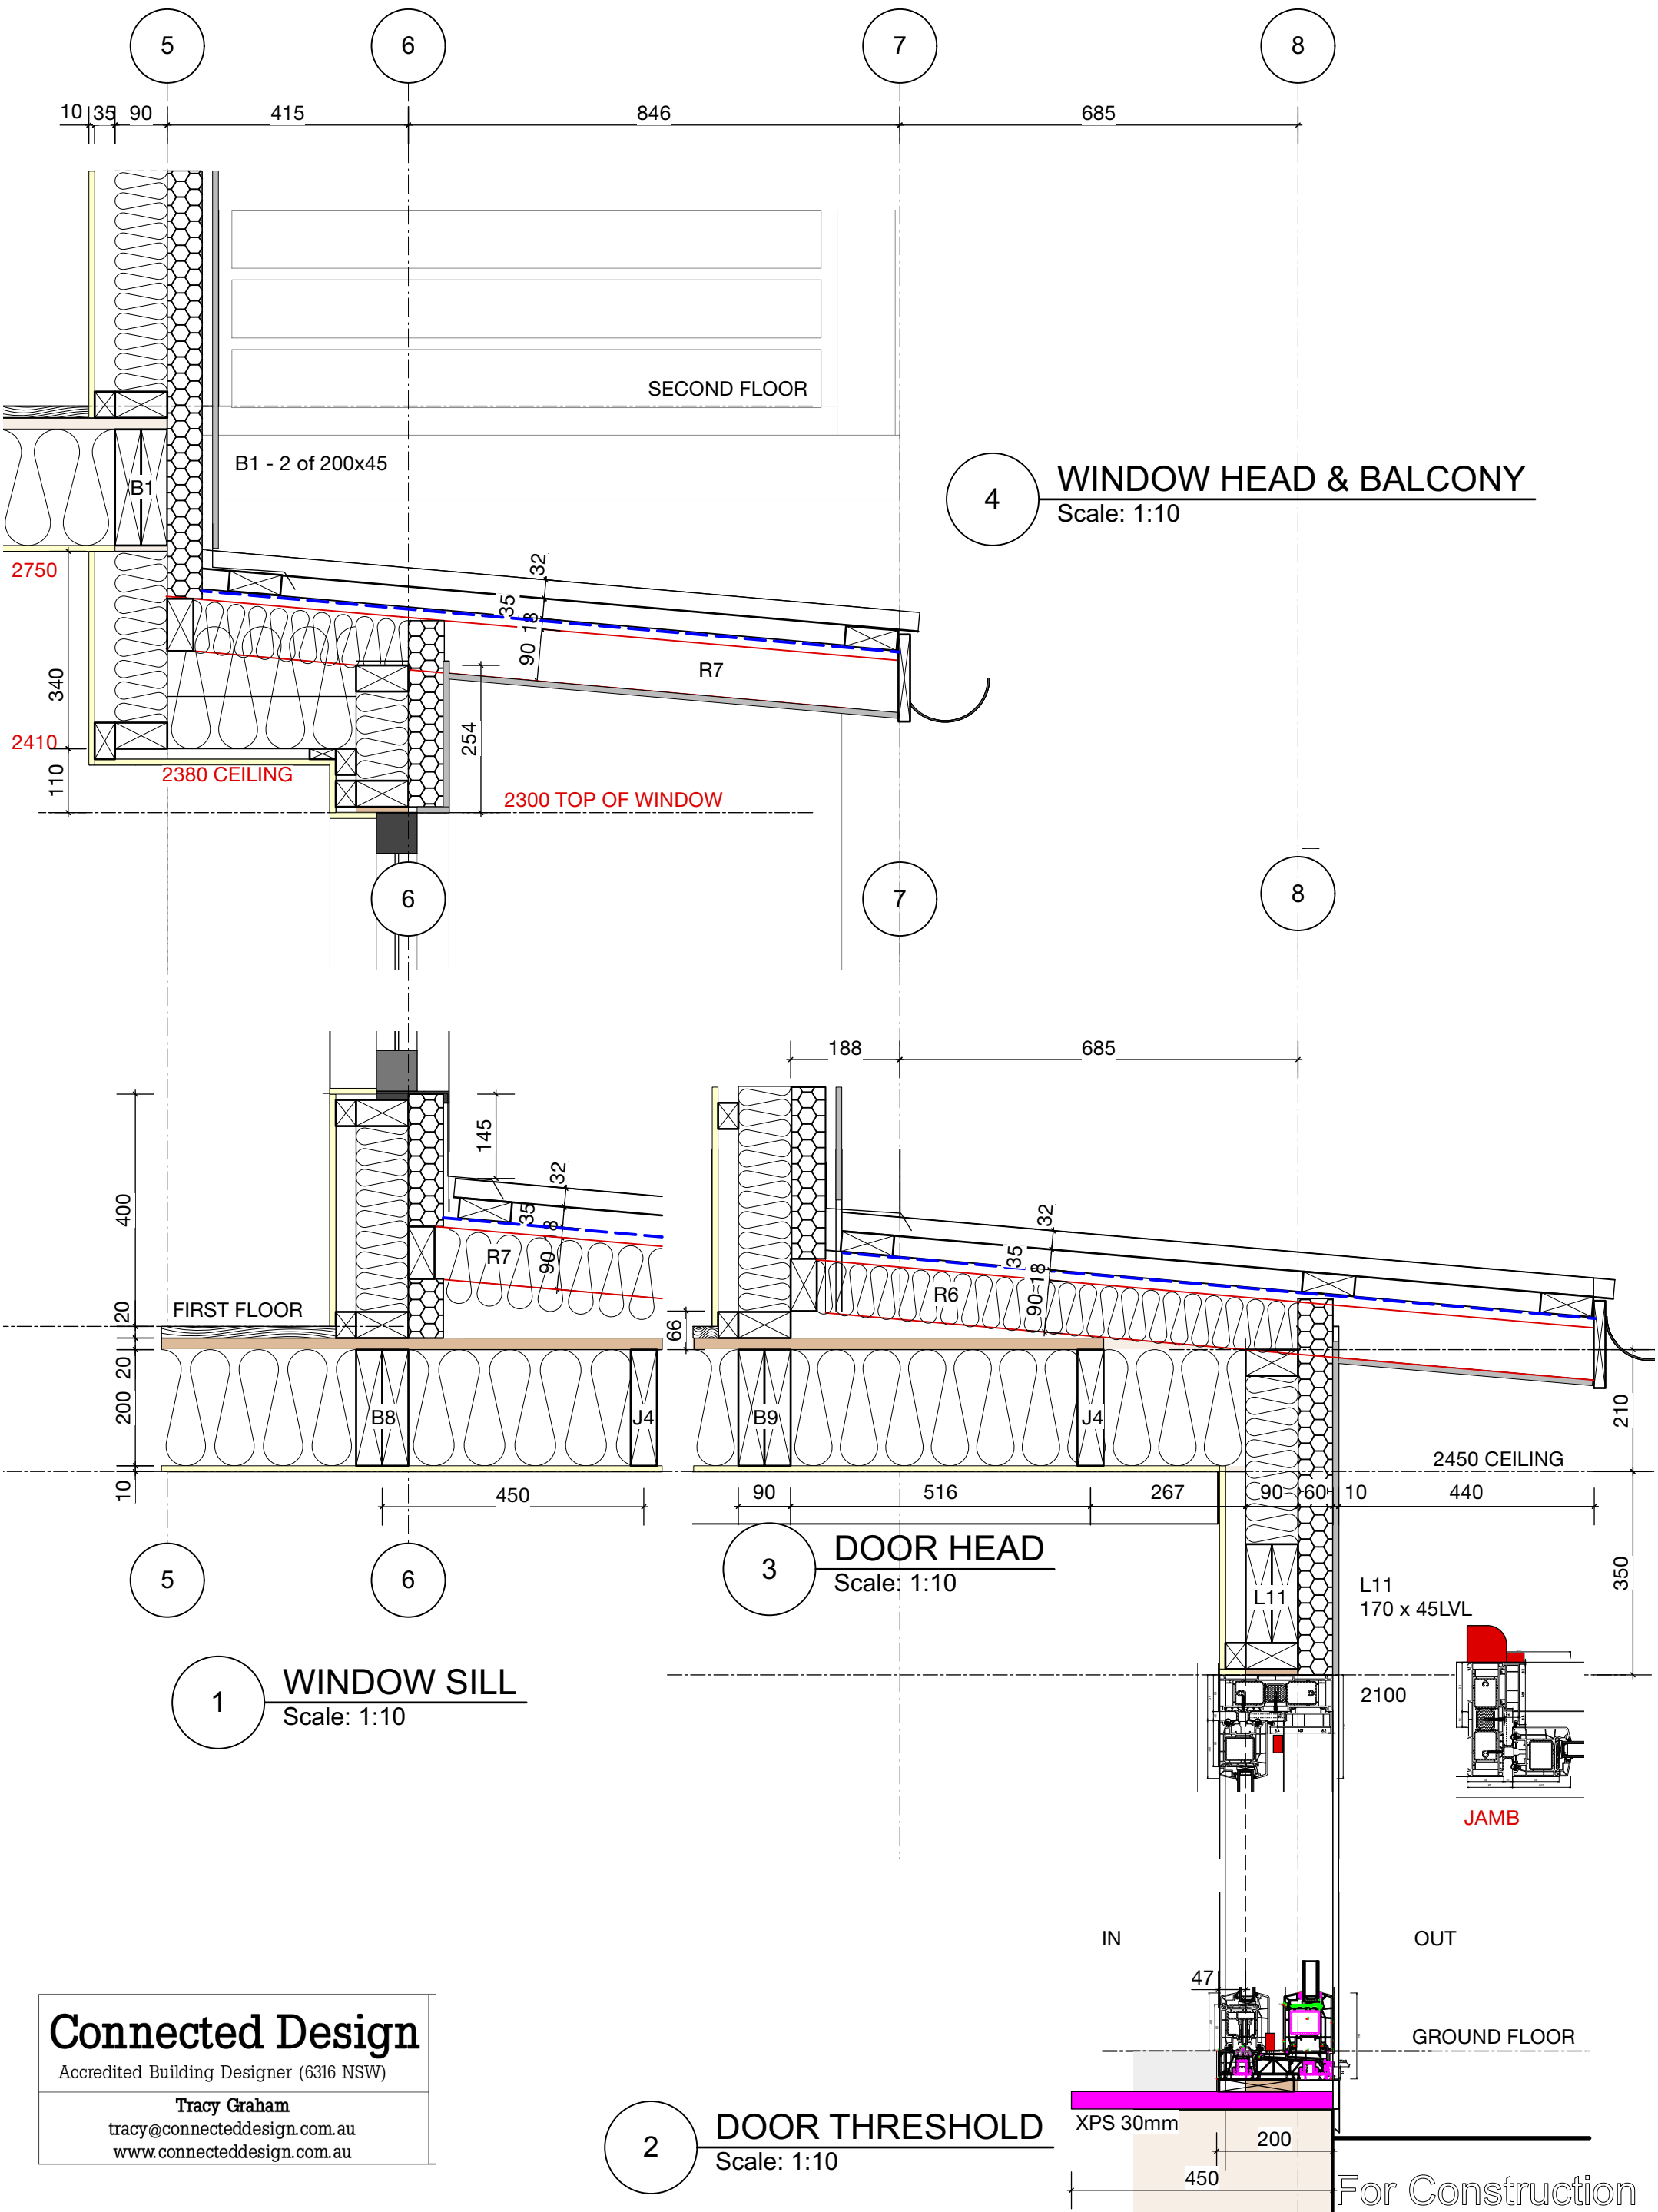 5 6 7 8
10 35 90 415 846 685
SECOND FLOOR
B1 - 2 of 200x45
B1
4 WINDOW HEAD & BALCONY
Scale: 1:10
2750
32
35
18
90
R7
340
254
2410
110
2380 CEILING
2300 TOP OF WINDOW
6 7 8
188 685
145
32
35
18
90
R7
400
32
35
18
90
R6
FIRST FLOOR
20
66
20
200
B8 J4 B9 J4
210
2450 CEILING
10
450
90 516 267 90 60 10 440
5 6
3 DOOR HEAD
Scale: 1:10
350
L11
L11
170 x 45LVL
1 WINDOW SILL
Scale: 1:10
2100
JAMB
IN OUT
47
GROUND FLOOR
Connected Design
Accredited Building Designer (6316 NSW)
Tracy Graham
tracy@connecteddesign.com.au
www.connecteddesign.com.au
2 DOOR THRESHOLD
Scale: 1:10
XPS 30mm
200
450
For Construction